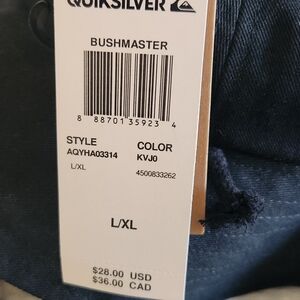 QUIKSILVER
BUSHMASTER
8 88701 35923 4
STYLE COLOR
AQYHA03314 KVJ0
L/XL 4500833262
L/XL
$28.00 USD
$36.00 CAD